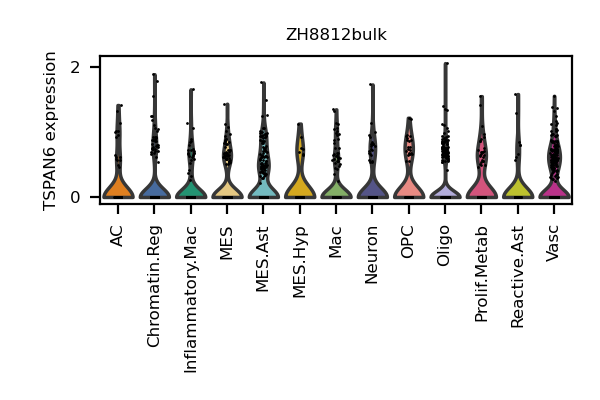 ZH8812bulk
TSPAN6 expression
2
0
AC
Chromatin.Reg
Inflammatory.Mac
MES
MES.Ast
MES.Hyp
Mac
Neuron
OPC
Oligo
Prolif.Metab
Reactive.Ast
Vasc